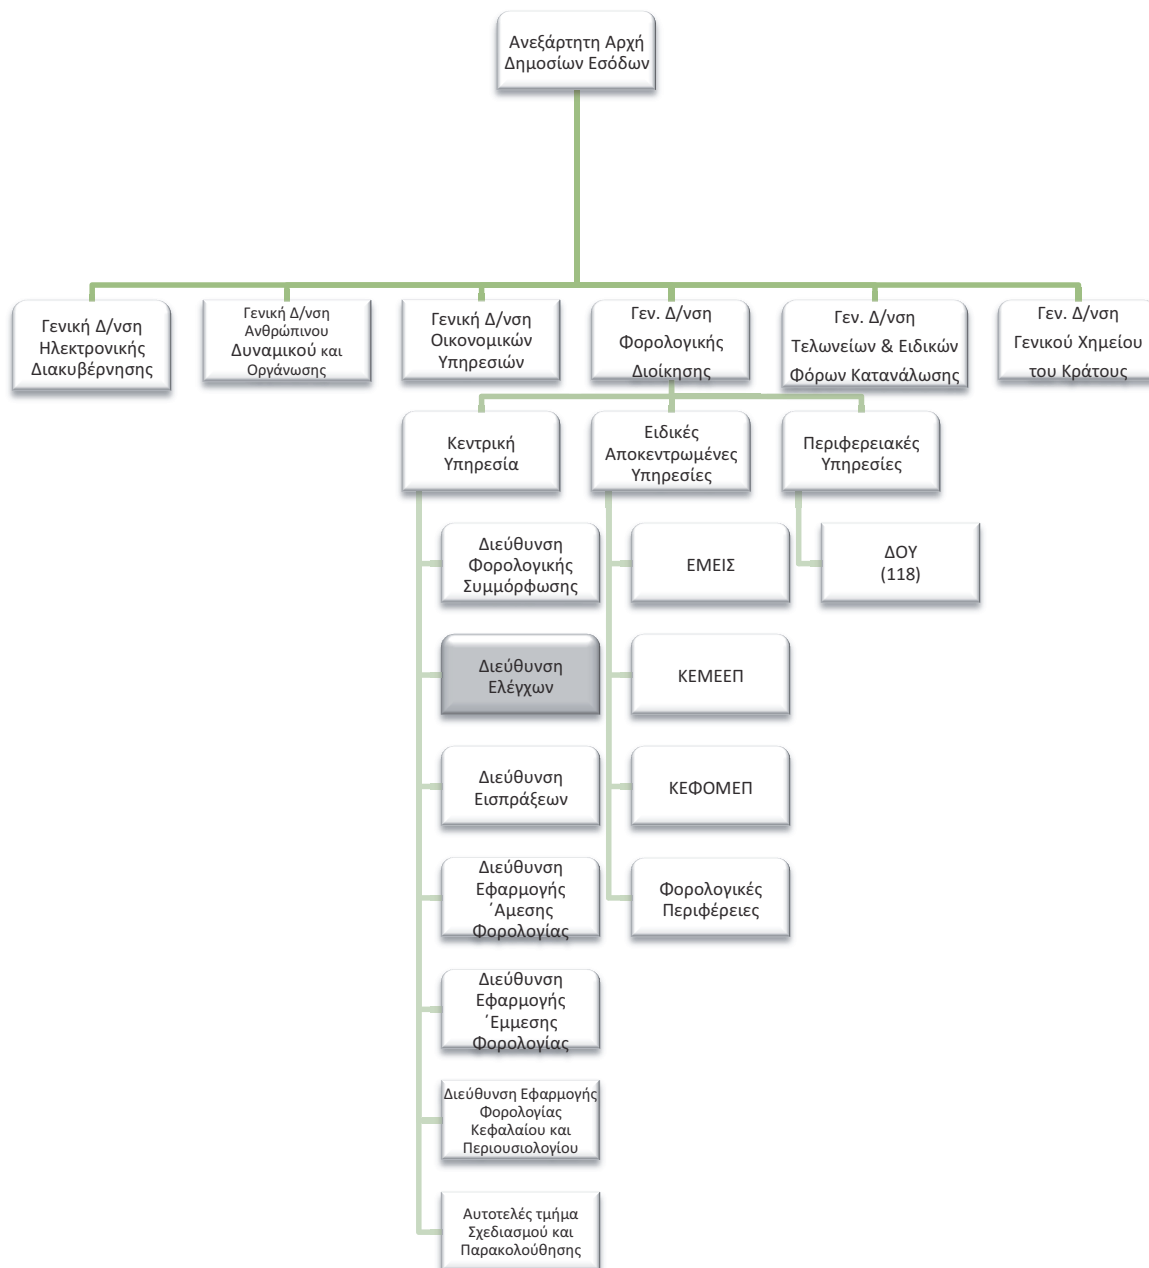 Ανεξάρτητη Αρχή
Δημοσίων Εσόδων
Γενική Δ/νση
Ηλεκτρονικής
Διακυβέρνησης
Γενική Δ/νση
Ανθρώπινου
Δυναμικού και
Οργάνωσης
Γενική Δ/νση
Οικονομικών
Υπηρεσιών
Γεν. Δ/νση
Φορολογικής
Διοίκησης
Γεν. Δ/νση
Τελωνείων & Ειδικών
Φόρων Κατανάλωσης
Γεν. Δ/νση
Γενικού Χημείου
του Κράτους
Κεντρική
Υπηρεσία
Ειδικές
Αποκεντρωμένες
Υπηρεσίες
Περιφερειακές
Υπηρεσίες
Διεύθυνση
Φορολογικής
Συμμόρφωσης
ΕΜΕΙΣ
ΔΟΥ
(118)
Διεύθυνση
Ελέγχων
ΚΕΜΕΕΠ
Διεύθυνση
Εισπράξεων
ΚΕΦΟΜΕΠ
Διεύθυνση
Εφαρμογής
΄Αμεσης
Φορολογίας
Φορολογικές
Περιφέρειες
Διεύθυνση
Εφαρμογής
΄Εμμεσης
Φορολογίας
Διεύθυνση Εφαρμογής
Φορολογίας
Κεφαλαίου και
Περιουσιολογίου
Αυτοτελές τμήμα
Σχεδιασμού και
Παρακολούθησης